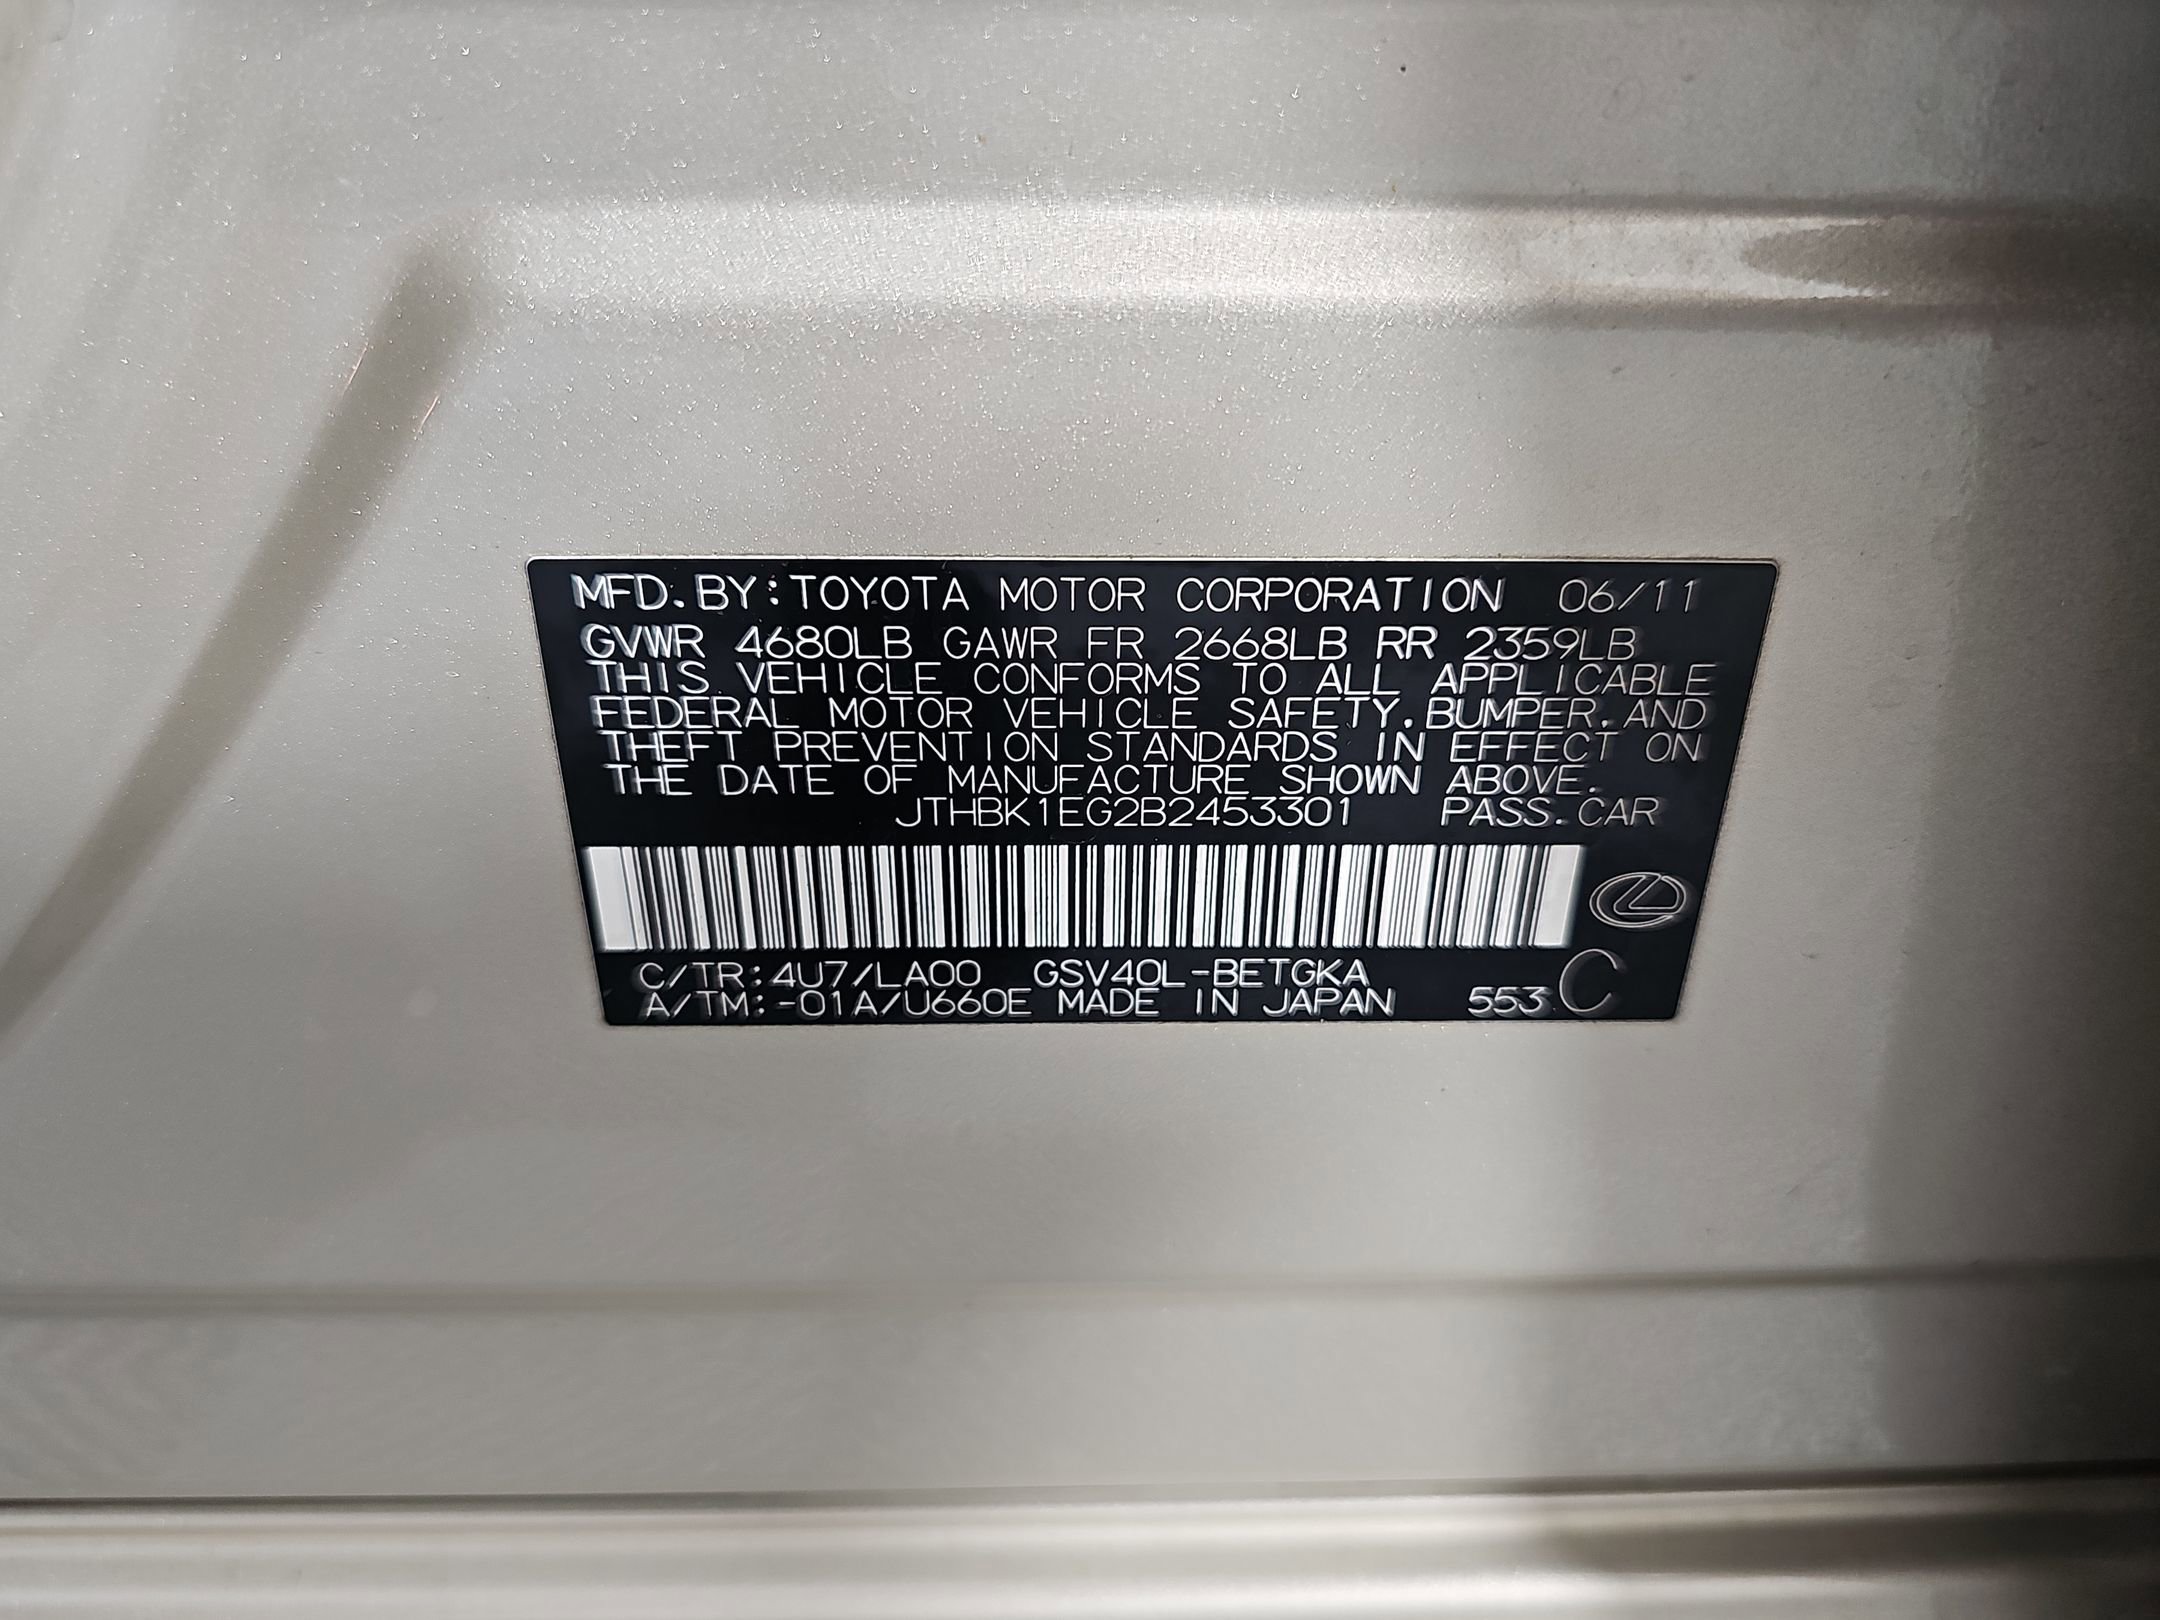 MFD. BY: TOYOTA MOTOR CORPORATION 06/11
GVWR 4680LB GAWR FR 2668LB RR 2359LB
THIS VEHICLE CONFORMS TO ALL APPLICABLE
FEDERAL MOTOR VEHICLE SAFETY, BUMPER, AND
THEFT PREVENTION STANDARDS IN EFFECT ON
THE DATE OF MANUFACTURE SHOWN ABOVE.
JTHBK1EG2B2453301 PASS. CAR
C/TR: 4U7/LA00 GSV40L-BETGKA
A/TM: -01A/U660E MADE IN JAPAN 553 C